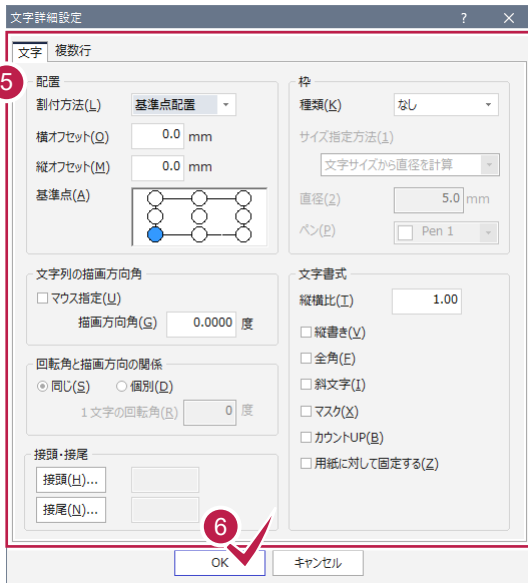 文字詳細設定 ? ×
文字 複数行
5
配置
割付方法(L) 基準点配置
横オフセット(O) 0.0 mm
縦オフセット(M) 0.0 mm
基準点(A)
文字列の描画方向角
マウス指定(U)
描画方向角(G) 0.0000 度
回転角と描画方向の関係
同じ(S) 個別(D)
1文字の回転角(R) 0 度
接頭・接尾
接頭(H)...
接尾(N)...
枠
種類(K) なし
サイズ指定方法(1)
文字サイズから直径を計算
直径(2) 5.0 mm
ペン(P) Pen 1
文字書式
縦横比(T) 1.00
縦書き(V)
全角(F)
斜文字(I)
マスク(X)
カウントUP(B)
用紙に対して固定する(Z)
6
OK キャンセル